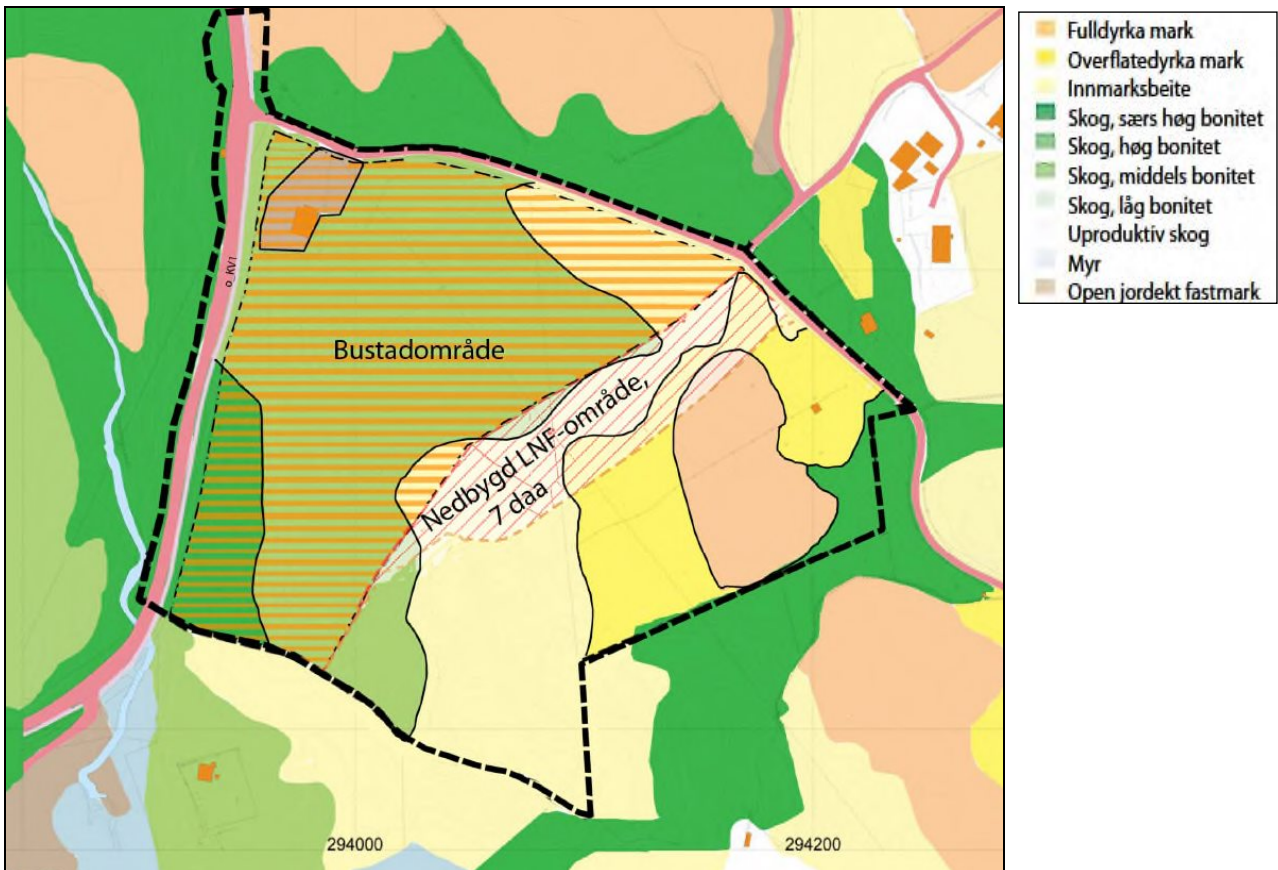 o_KV1
Bustadområde
Nedbygd LNF-område,
7 daa
294000
294200
Fulldyrka mark
Overflatedyrka mark
Innmarksbeite
Skog, særs høg bonitet
Skog, høg bonitet
Skog, middels bonitet
Skog, låg bonitet
Uproduktiv skog
Myr
Open jordekt fastmark